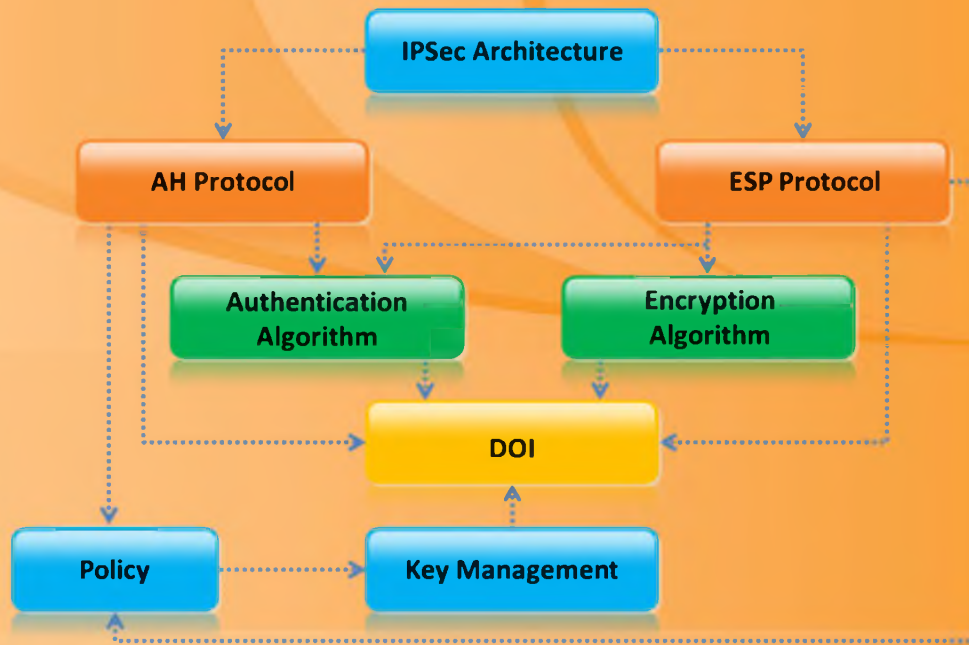 IPSec Architecture
AH Protocol
ESP Protocol
Authentication
Algorithm
Encryption
Algorithm
DOI
Policy
Key Management